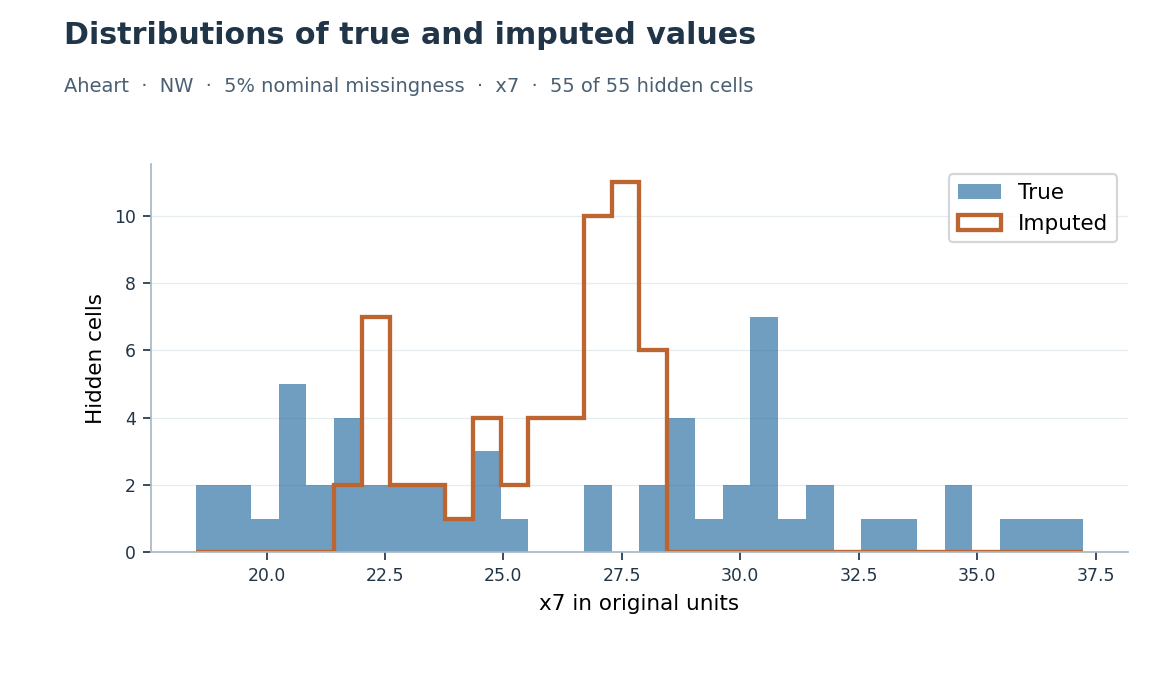 Distributions of true and imputed values
Aheart · NW · 5% nominal missingness · x7 · 55 of 55 hidden cells
True
Imputed
Hidden cells
10
8
6
4
2
0
20.0 22.5 25.0 27.5 30.0 32.5 35.0 37.5
x7 in original units